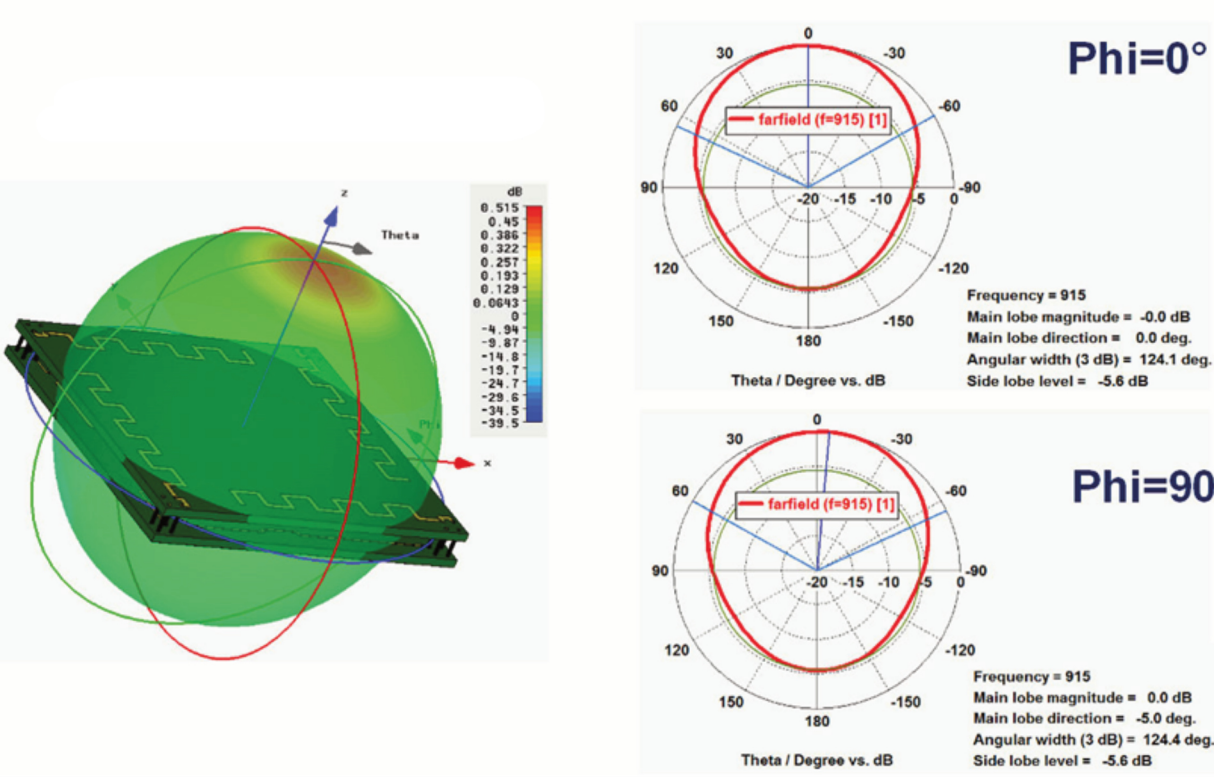 z
Theta
Phi
x
dB
0.515
0.45
0.386
0.322
0.257
0.193
0.129
0.0643
0
-4.94
-9.87
-14.8
-19.7
-24.7
-29.6
-34.5
-39.5
Phi=0°
0
30
-30
60
-60
farfield (f=915) [1]
90
-20 -15 -10 -5 0
-90
120
-120
150
-150
180
Theta / Degree vs. dB
Frequency = 915
Main lobe magnitude = -0.0 dB
Main lobe direction = 0.0 deg.
Angular width (3 dB) = 124.1 deg.
Side lobe level = -5.6 dB
Phi=90
0
30
-30
60
-60
farfield (f=915) [1]
90
-20 -15 -10 -5 0
-90
120
-120
150
-150
180
Theta / Degree vs. dB
Frequency = 915
Main lobe magnitude = 0.0 dB
Main lobe direction = -5.0 deg.
Angular width (3 dB) = 124.4 deg.
Side lobe level = -5.6 dB